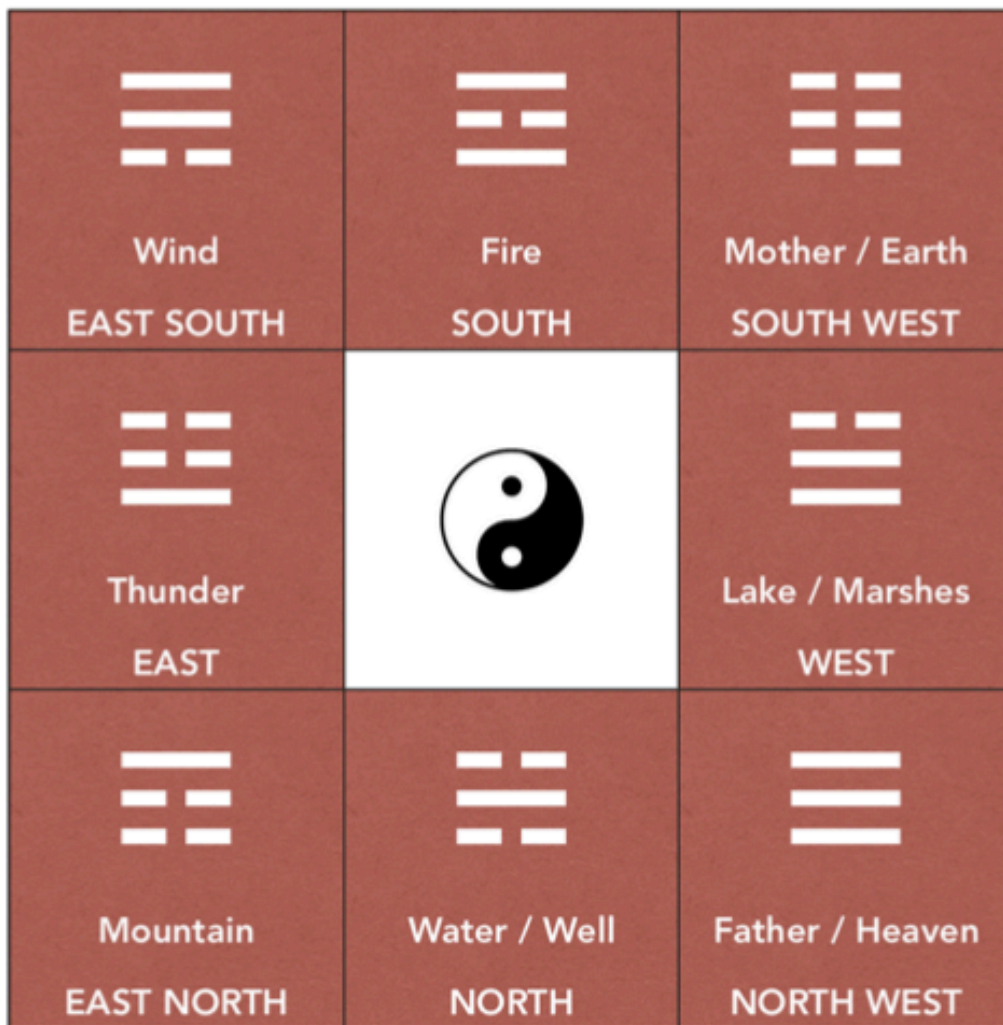 Wind
EAST SOUTH
Fire
SOUTH
Mother / Earth
SOUTH WEST
Thunder
EAST
Lake / Marshes
WEST
Mountain
EAST NORTH
Water / Well
NORTH
Father / Heaven
NORTH WEST